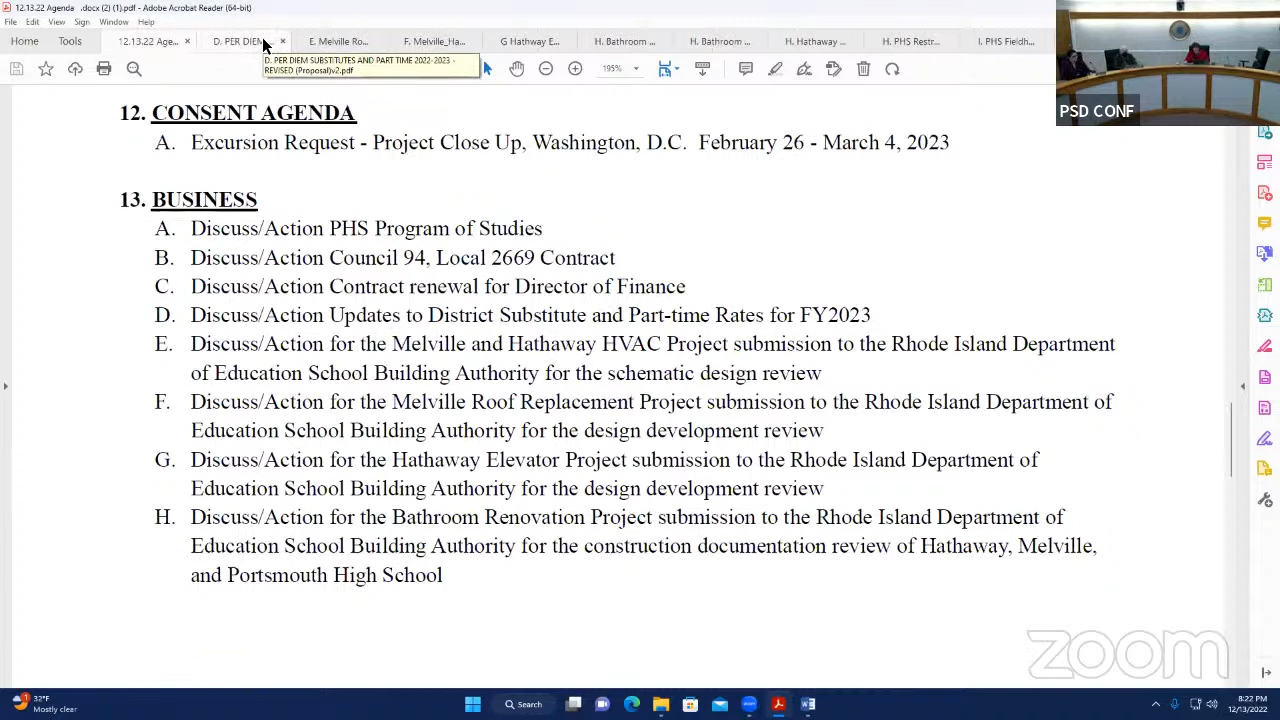 12.13.22 Agenda .docx (2) (1).pdf - Adobe Acrobat Reader (64-bit)
File Edit View Sign Window Help
Home Tools 12.13.22 Age... × D. PER DIEM × E. Melville Ro... F. Melville_Ha... G Hathway E... H. Bathroom ... H. Bathroom ... H. Hathaway ... H. PHS Restr... I. PHS Fieldh...
D. PER DIEM SUBSTITUTES AND PART TIME 2022-2023 -
REVISED (Proposal)v2.pdf
195%
PSD CONF
12. CONSENT AGENDA
A. Excursion Request - Project Close Up, Washington, D.C. February 26 - March 4, 2023
13. BUSINESS
A. Discuss/Action PHS Program of Studies
B. Discuss/Action Council 94, Local 2669 Contract
C. Discuss/Action Contract renewal for Director of Finance
D. Discuss/Action Updates to District Substitute and Part-time Rates for FY2023
E. Discuss/Action for the Melville and Hathaway HVAC Project submission to the Rhode Island Department
of Education School Building Authority for the schematic design review
F. Discuss/Action for the Melville Roof Replacement Project submission to the Rhode Island Department of
Education School Building Authority for the design development review
G. Discuss/Action for the Hathaway Elevator Project submission to the Rhode Island Department of
Education School Building Authority for the design development review
H. Discuss/Action for the Bathroom Renovation Project submission to the Rhode Island Department of
Education School Building Authority for the construction documentation review of Hathaway, Melville,
and Portsmouth High School
zoom
1 32°F
Mostly clear
Search
8:22 PM
12/13/2022